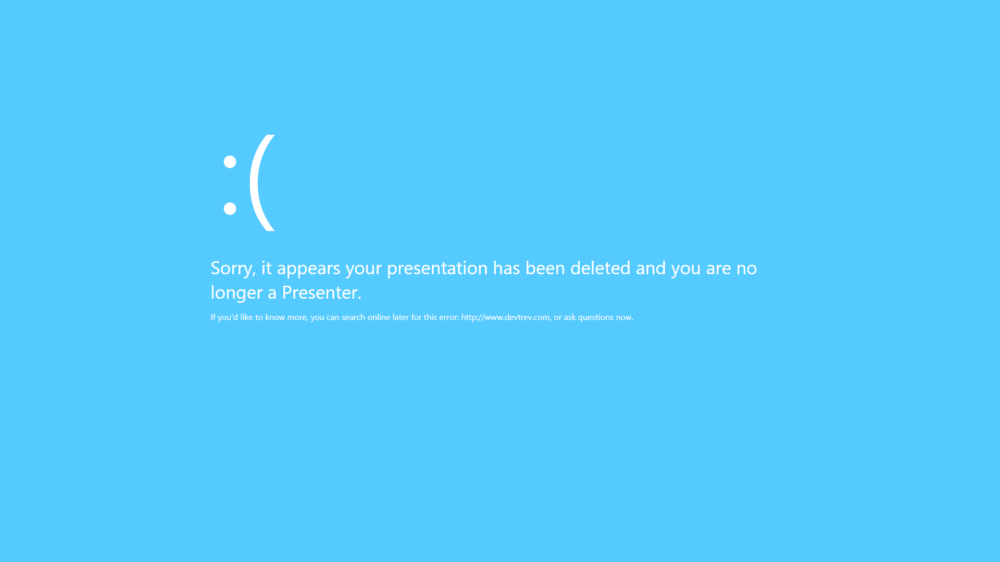 :(
Sorry, it appears your presentation has been deleted and you are no
longer a Presenter.
If you'd like to know more, you can search online later for this error: http://www.devtrev.com, or ask questions now.